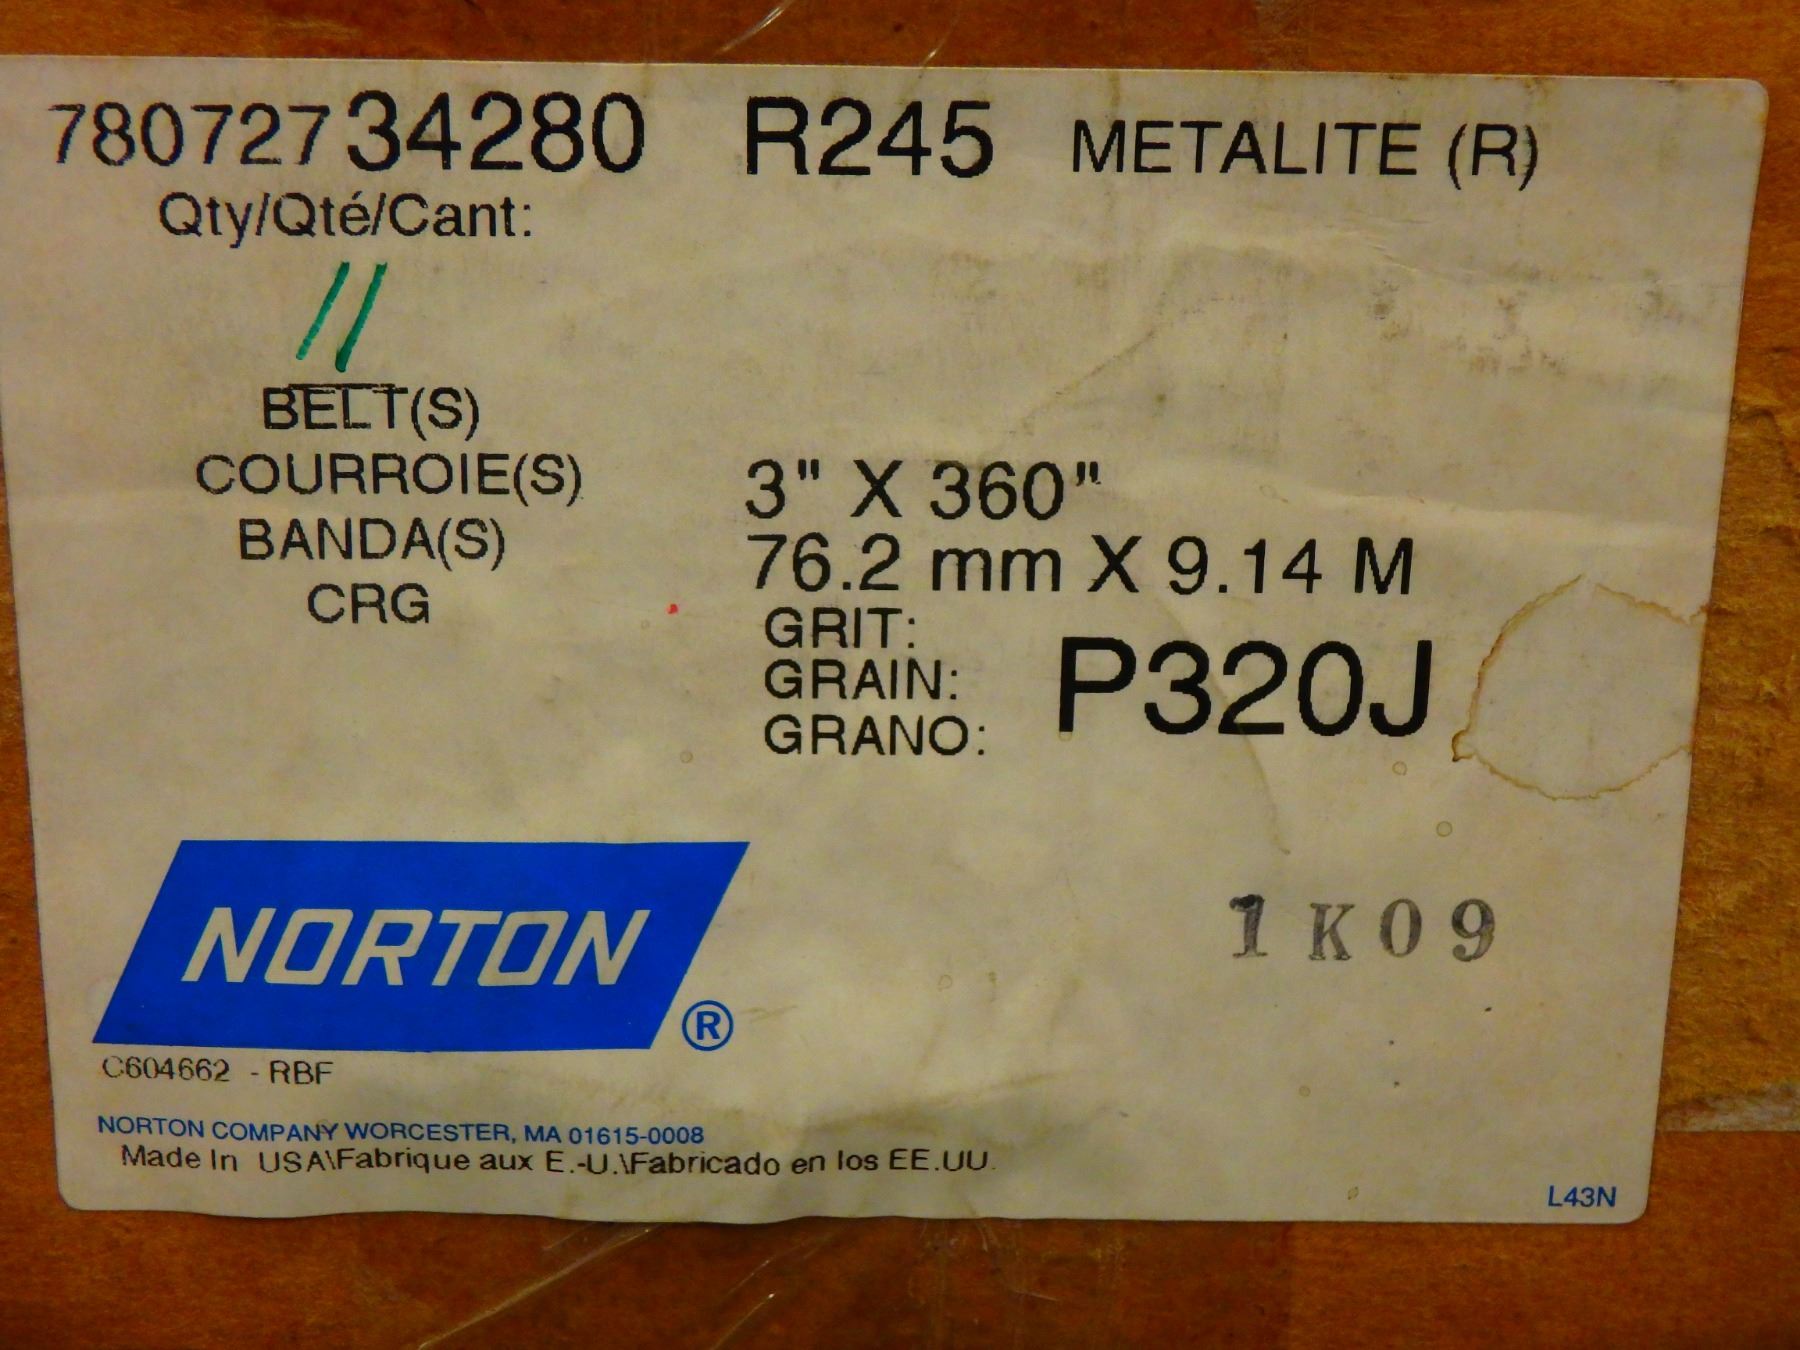 78072734280 R245 METALITE (R)
Qty/Qté/Cant:
11
BELT(S)
COURROIE(S)
BANDA(S)
CRG
3" X 360"
76.2 mm X 9.14 M
GRIT:
GRAIN:
GRANO:
P320J
NORTON®
1K09
C604662 - RBF
NORTON COMPANY WORCESTER, MA 01615-0008
Made In USA\Fabrique aux E.-U.\Fabricado en los EE.UU.
L43N